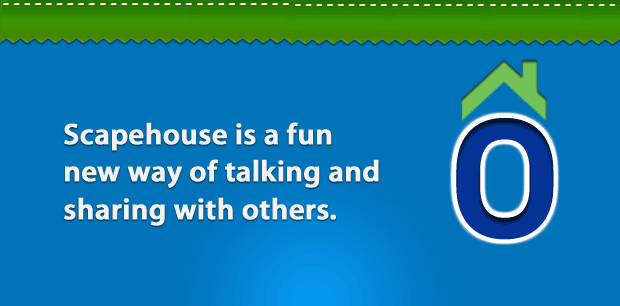 Scapehouse is a fun
new way of talking and
sharing with others.
O